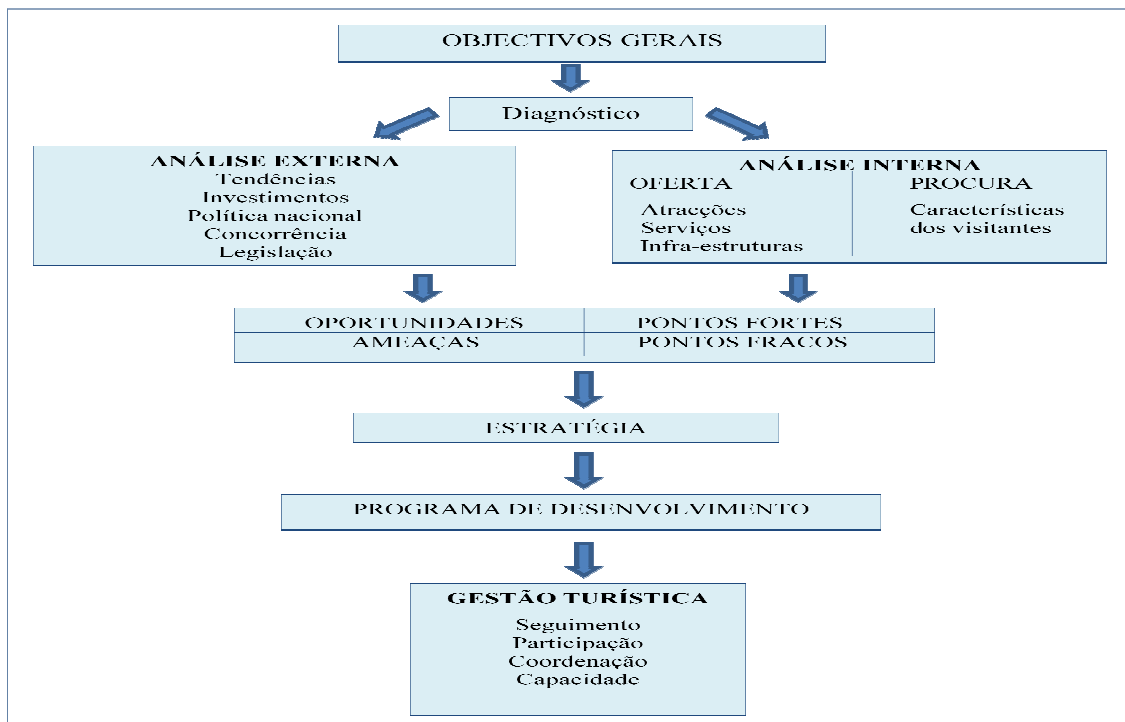 OBJECTIVOS GERAIS
Diagnóstico
ANÁLISE EXTERNA
Tendências
Investimentos
Política nacional
Concorrência
Legislação
ANÁLISE INTERNA
OFERTA
Atracções
Serviços
Infra-estruturas
PROCURA
Características
dos visitantes
OPORTUNIDADES
PONTOS FORTES
AMEAÇAS
PONTOS FRACOS
ESTRATÉGIA
PROGRAMA DE DESENVOLVIMENTO
GESTÃO TURÍSTICA
Seguimento
Participação
Coordenação
Capacidade